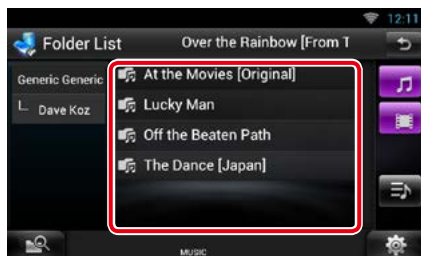 12:11
Folder List
Over the Rainbow [From T
Generic Generic
Dave Koz
At the Movies [Original]
Lucky Man
Off the Beaten Path
The Dance [Japan]
MUSIC